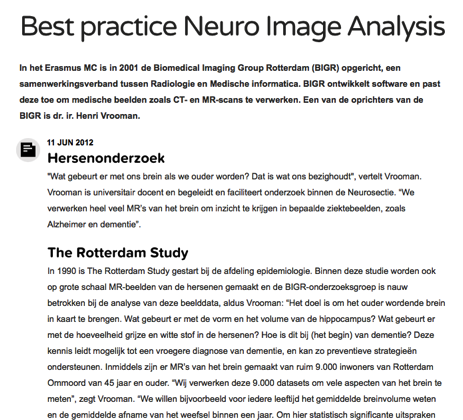 Best practice Neuro Image Analysis
In het Erasmus MC is in 2001 de Biomedical Imaging Group Rotterdam (BIGR) opgericht, een
samenwerkingsverband tussen Radiologie en Medische informatica. BIGR ontwikkelt software en past
deze toe om medische beelden zoals CT- en MR-scans te verwerken. Een van de oprichters van de
BIGR is dr. ir. Henri Vrooman.
11 JUN 2012
Hersenonderzoek
"Wat gebeurt er met ons brein als we ouder worden? Dat is wat ons bezighoudt", vertelt Vrooman.
Vrooman is universitair docent en begeleidt en faciliteert onderzoek binnen de Neurosectie. "We
verwerken heel veel MR's van het brein om inzicht te krijgen in bepaalde ziektebeelden, zoals
Alzheimer en dementie".
The Rotterdam Study
In 1990 is The Rotterdam Study gestart bij de afdeling epidemiologie. Binnen deze studie worden ook
op grote schaal MR-beelden van de hersenen gemaakt en de BIGR-onderzoeksgroep is nauw
betrokken bij de analyse van deze beelddata, aldus Vrooman: "Het doel is om het ouder wordende brein
in kaart te brengen. Wat gebeurt er met de vorm en het volume van de hippocampus? Wat gebeurt er
met de hoeveelheid grijze en witte stof in de hersenen? Hoe is dit bij (het begin) van dementie? Deze
kennis leidt mogelijk tot een vroegere diagnose van dementie, en kan zo preventieve strategieën
ondersteunen. Inmiddels zijn er MR's van het brein gemaakt van ruim 9.000 inwoners van Rotterdam
Ommoord van 45 jaar en ouder. "Wij verwerken deze 9.000 datasets om vele aspecten van het brein te
meten", zegt Vrooman. "We willen bijvoorbeeld voor iedere leeftijd het gemiddelde breinvolume weten
en de gemiddelde afname van het weefsel binnen een jaar. Om hier statistisch significante uitspraken